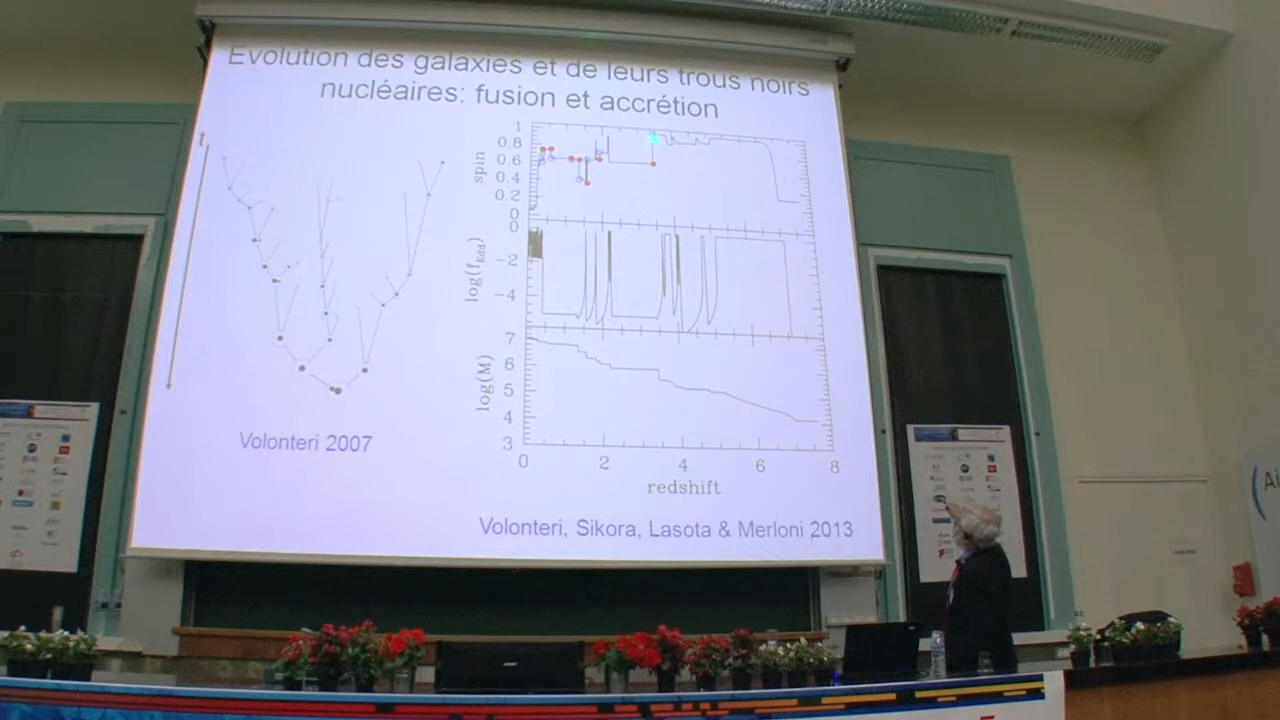 Evolution des galaxies et de leurs trous noirs
nucléaires: fusion et accrétion
t
Volonteri 2007
spin
1
0.8
0.6
0.4
0.2
0
log(fEdd)
0
−2
−4
log(M)
7
6
5
4
3
0 2 4 6 8
redshift
Volonteri, Sikora, Lasota & Merloni 2013
Ai